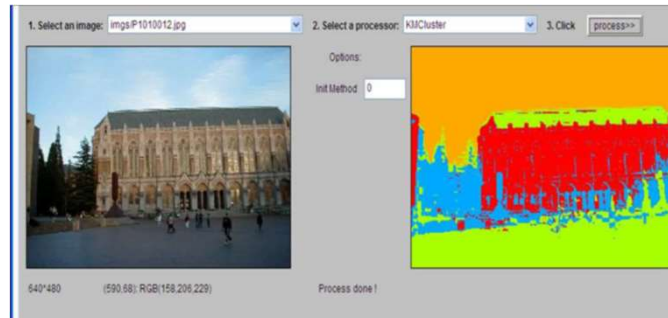 1. Select an image: imgs/P1010012.jpg 2. Select a processor: KMCluster 3. Click process>>
Options:
Init Method 0
640*480 (590,68): RGB(158,206,229) Process done !